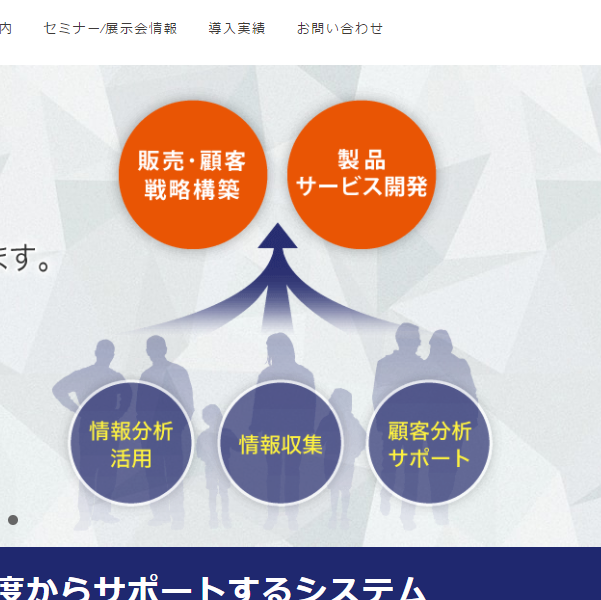 内 セミナー/展示会情報 導入実績 お問い合わせ
販売・顧客
戦略構築
製品
サービス開発
ます。
情報分析
活用
情報収集
顧客分析
サポート
度からサポートするシステム